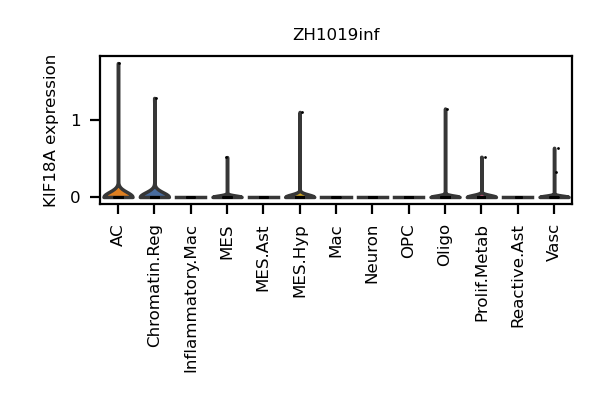 ZH1019inf
KIF18A expression
1
0
AC
Chromatin.Reg
Inflammatory.Mac
MES
MES.Ast
MES.Hyp
Mac
Neuron
OPC
Oligo
Prolif.Metab
Reactive.Ast
Vasc